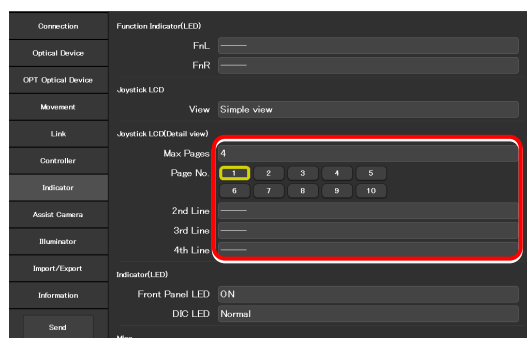 Connection
Optical Device
OPT Optical Device
Movement
Link
Controller
Indicator
Assist Camera
Illuminator
Import/Export
Information
Send
Function Indicator(LED)
FnL ——
FnR ——
Joystick LCD
View Simple view
Joystick LCD(Detail view)
Max Pages 4
Page No. 1 2 3 4 5
6 7 8 9 10
2nd Line ——
3rd Line ——
4th Line ——
Indicator(LED)
Front Panel LED ON
DIC LED Normal